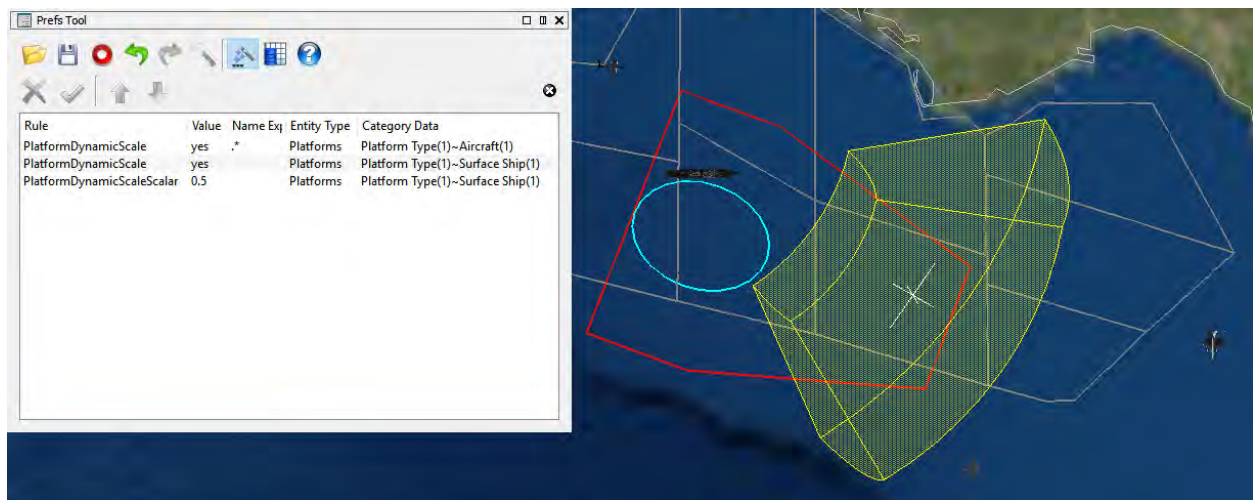 Prefs Tool
Rule Value Name Exp Entity Type Category Data
PlatformDynamicScale yes .* Platforms Platform Type(1)~Aircraft(1)
PlatformDynamicScale yes Platforms Platform Type(1)~Surface Ship(1)
PlatformDynamicScaleScalar 0.5 Platforms Platform Type(1)~Surface Ship(1)